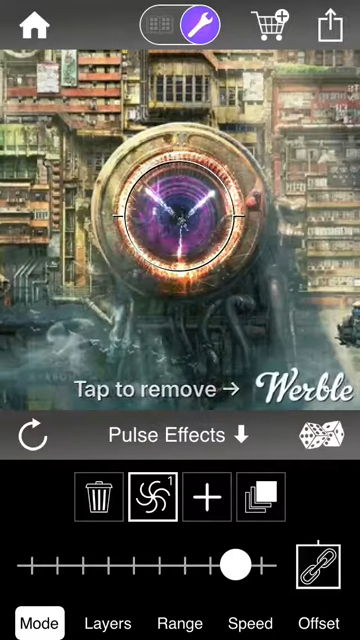 Tap to remove → Werble
Pulse Effects ⬇
1
Mode Layers Range Speed Offset